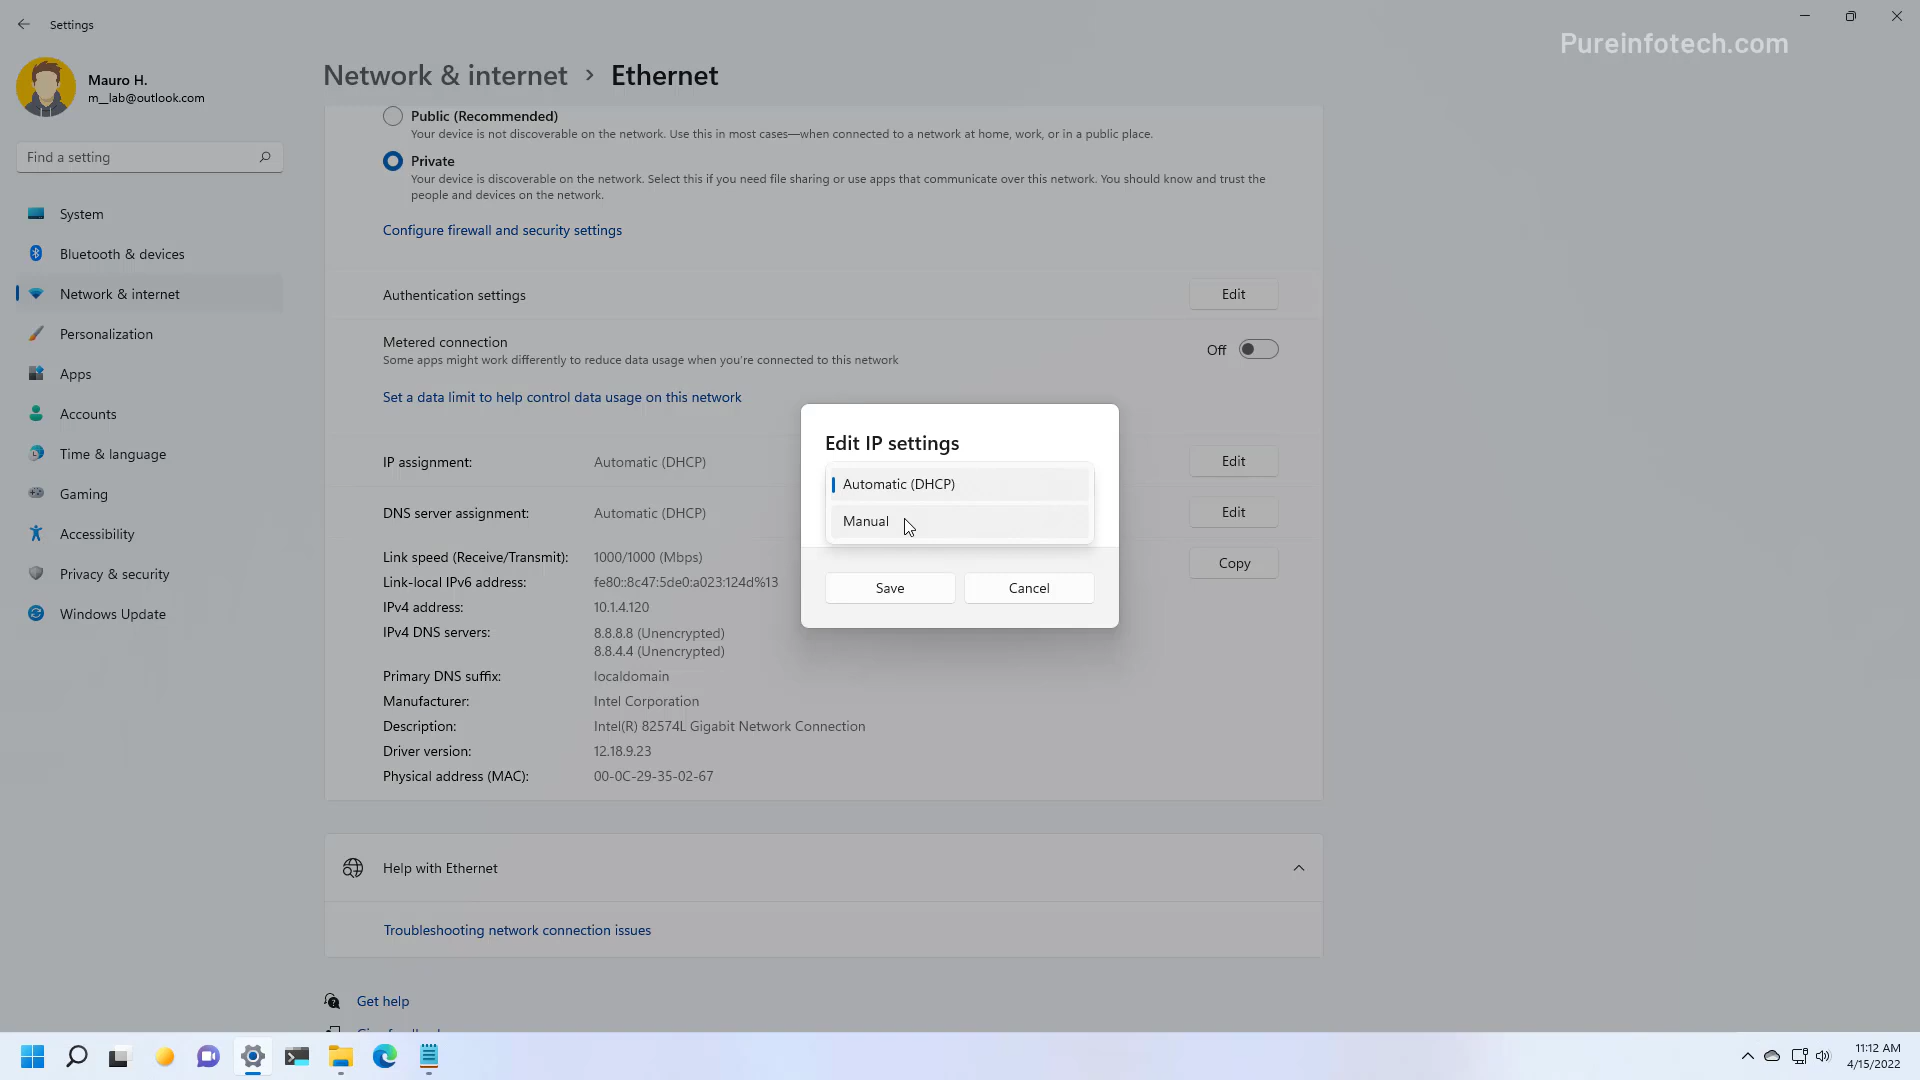 Settings
Pureinfotech.com
Mauro H.
m_lab@outlook.com
Find a setting
System
Bluetooth & devices
Network & internet
Personalization
Apps
Accounts
Time & language
Gaming
Accessibility
Privacy & security
Windows Update
Network & internet > Ethernet
Public (Recommended)
Your device is not discoverable on the network. Use this in most cases—when connected to a network at home, work, or in a public place.
Private
Your device is discoverable on the network. Select this if you need file sharing or use apps that communicate over this network. You should know and trust the
people and devices on the network.
Configure firewall and security settings
Authentication settings Edit
Metered connection
Some apps might work differently to reduce data usage when you're connected to this network
Off
Set a data limit to help control data usage on this network
IP assignment: Automatic (DHCP) Edit
DNS server assignment: Automatic (DHCP) Edit
Link speed (Receive/Transmit): 1000/1000 (Mbps) Copy
Link-local IPv6 address: fe80::8c47:5de0:a023:124d%13
IPv4 address: 10.1.4.120
IPv4 DNS servers: 8.8.8.8 (Unencrypted)
8.8.4.4 (Unencrypted)
Primary DNS suffix: localdomain
Manufacturer: Intel Corporation
Description: Intel(R) 82574L Gigabit Network Connection
Driver version: 12.18.9.23
Physical address (MAC): 00-0C-29-35-02-67
Edit IP settings
Automatic (DHCP)
Manual
Save Cancel
Help with Ethernet
Troubleshooting network connection issues
Get help
11:12 AM
4/15/2022